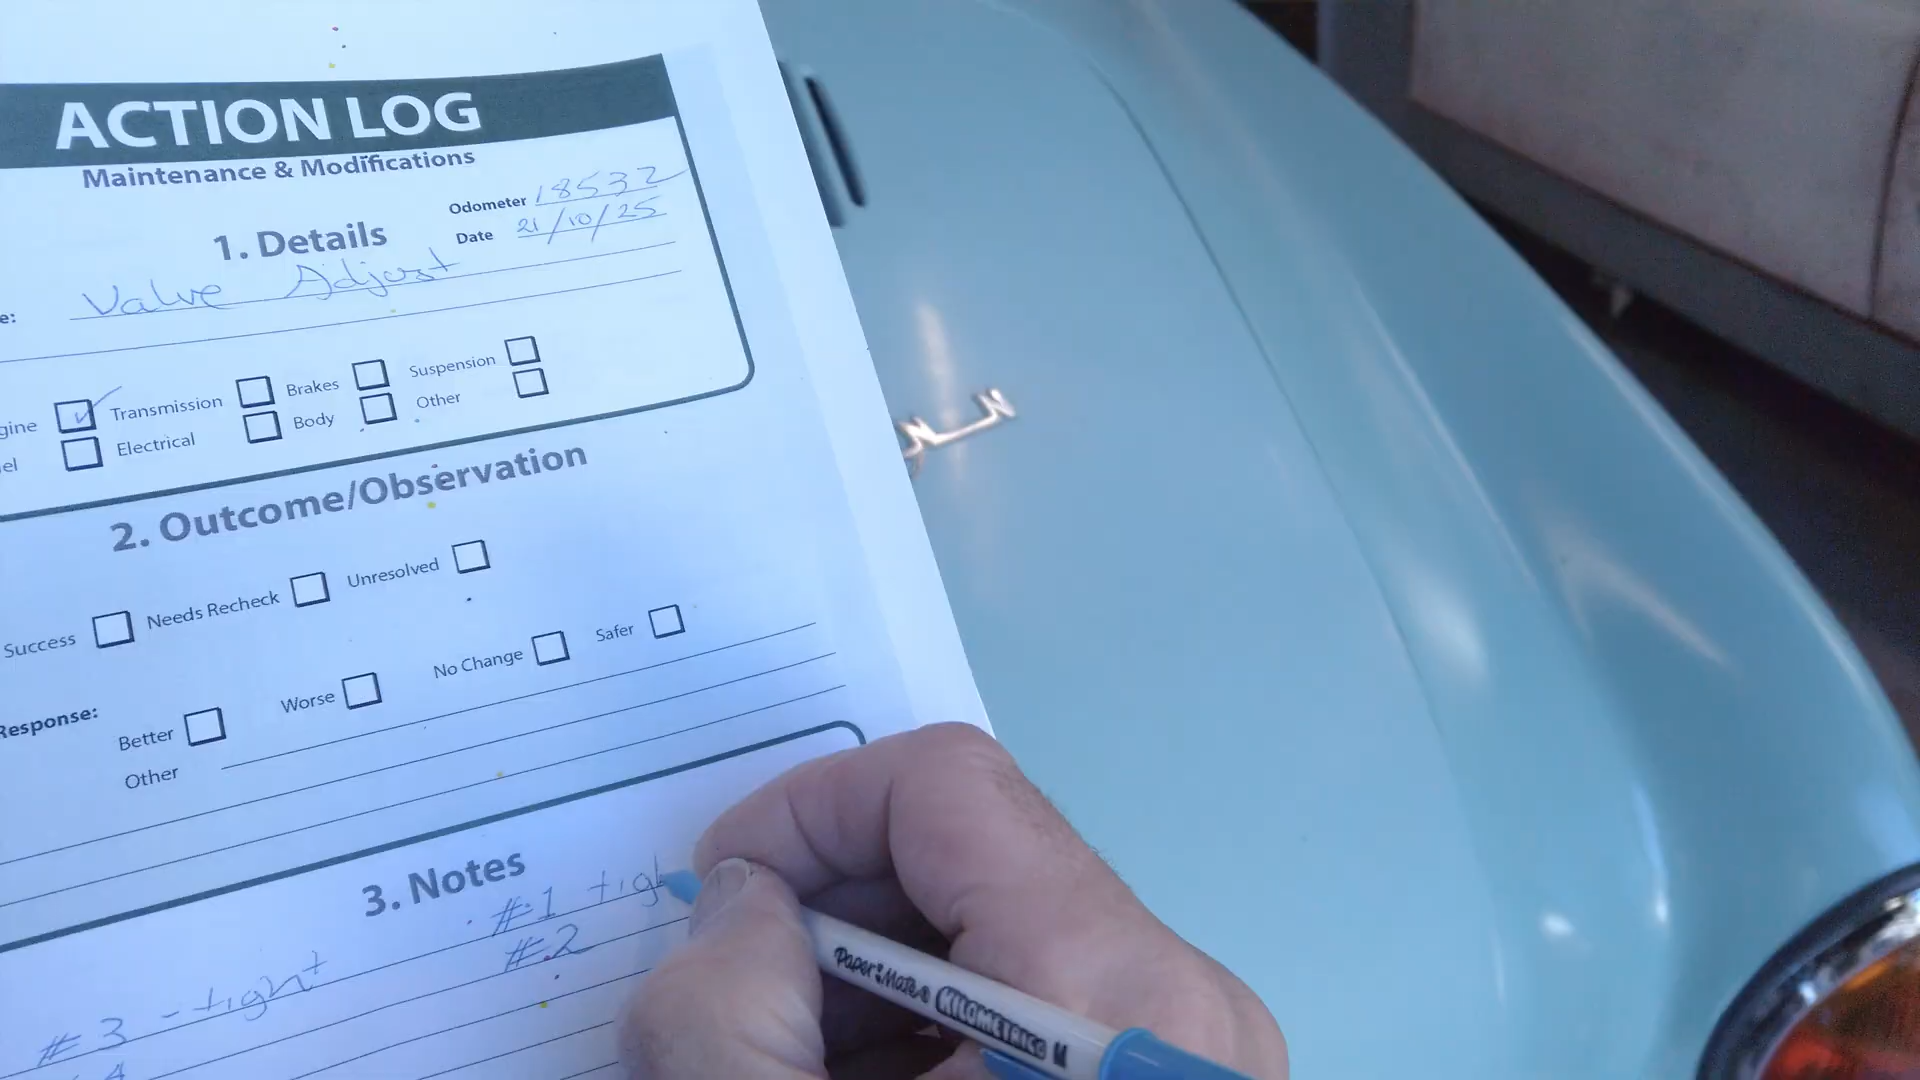 ACTION LOG
Maintenance & Modifications
Odometer 18532
1. Details
Date 21/10/25
e: Valve Adjust
gine Transmission Brakes Suspension
el Electrical Body Other
2. Outcome/Observation
Success Needs Recheck Unresolved
Response: Better Worse No Change Safer
Other
3. Notes
#1 tigh
#2
#3 - tight
4
Paper:Mate® KILOMETRICO M